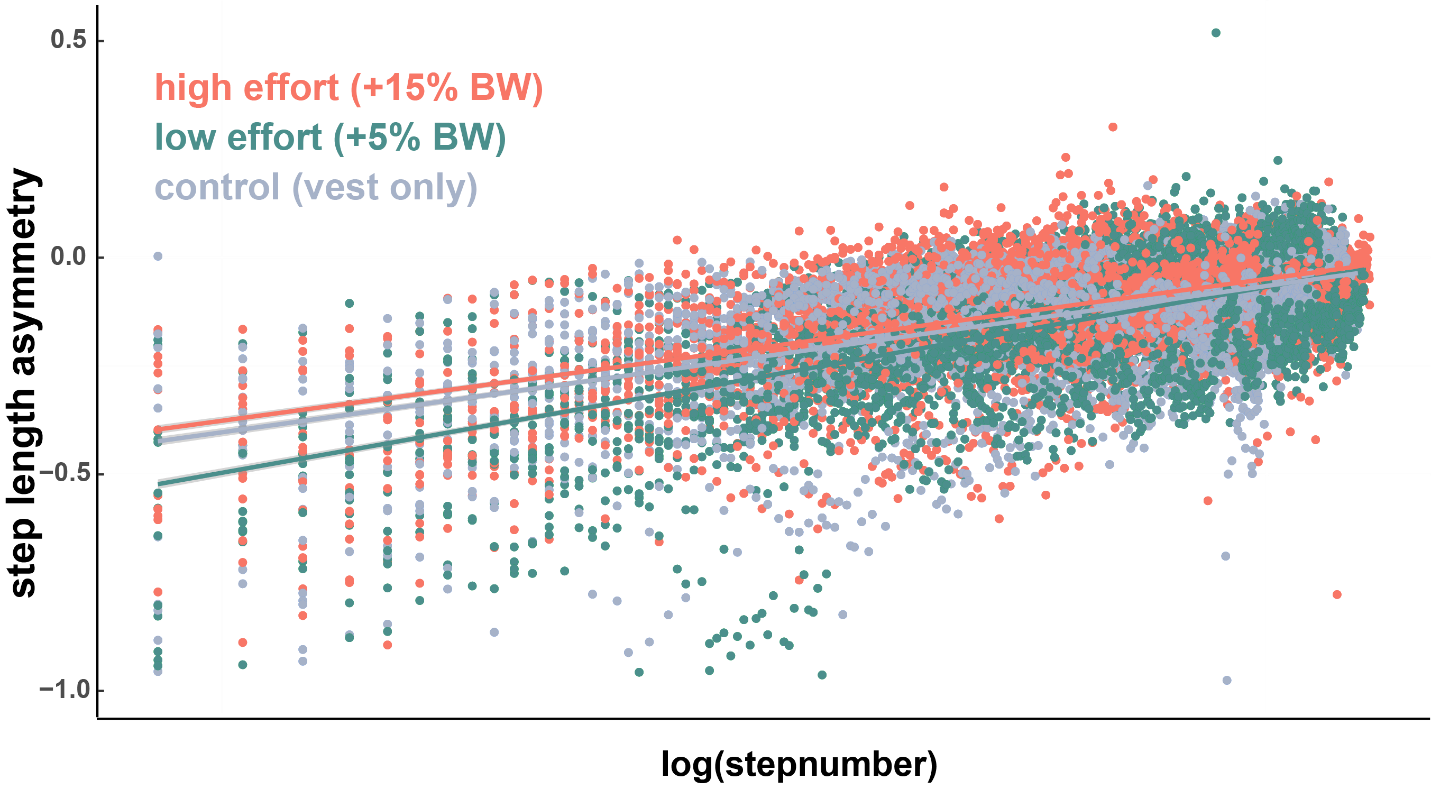 0.5
high effort (+15% BW)
low effort (+5% BW)
control (vest only)
0.0
−0.5
−1.0
step length asymmetry
log(stepnumber)